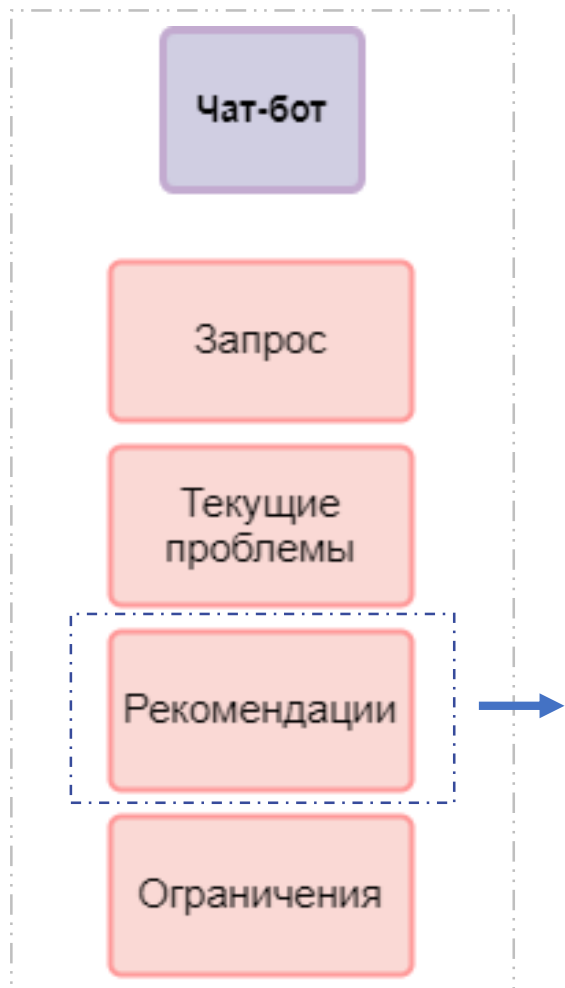 Чат-бот
Запрос
Текущие
проблемы
Рекомендации
Ограничения